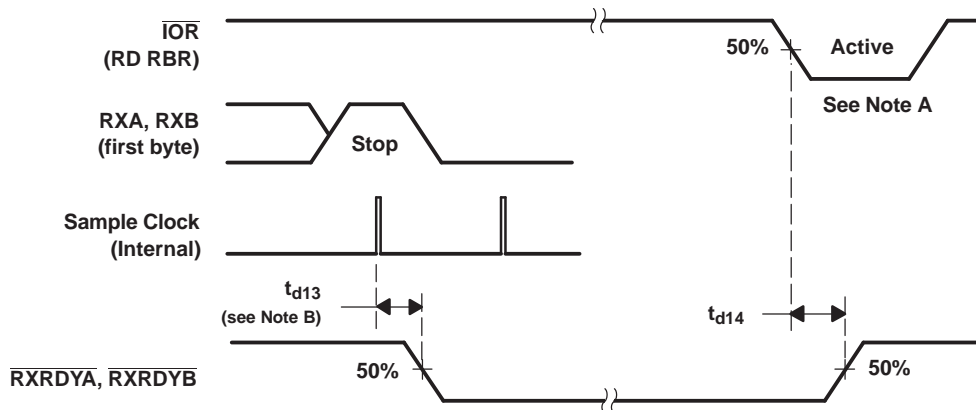 IOR
(RD RBR)
50%
Active
See Note A
RXA, RXB
(first byte)
Stop
Sample Clock
(Internal)
td13
(see Note B)
td14
RXRDYA, RXRDYB
50%
50%